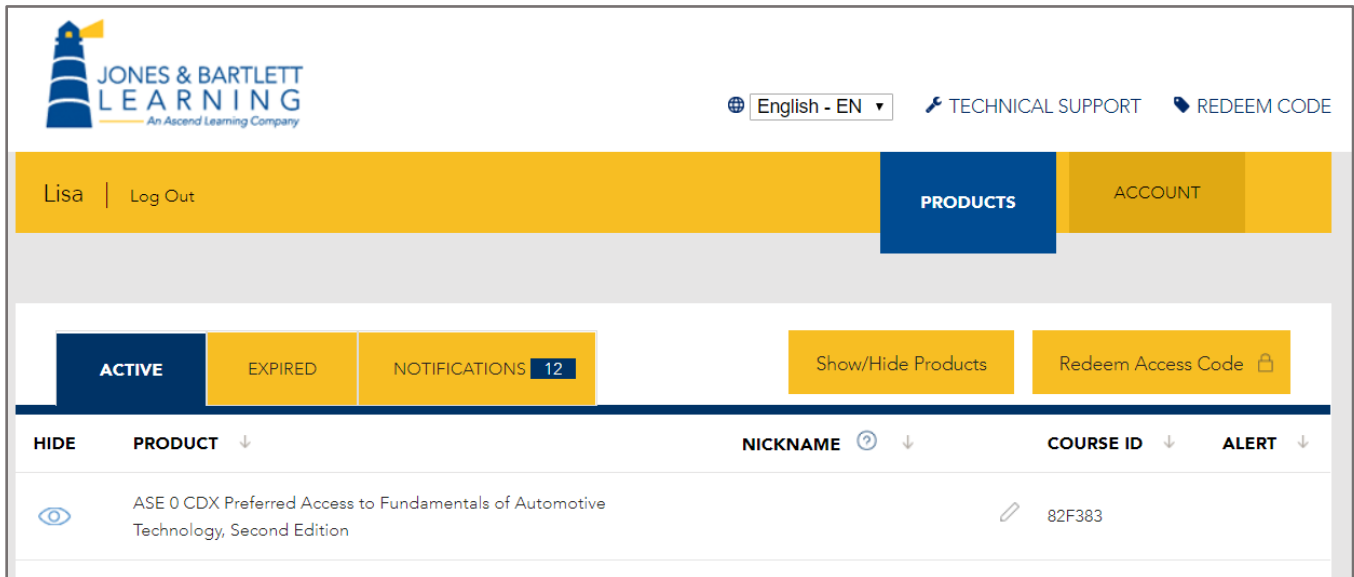 JONES & BARTLETT
LEARNING
An Ascend Learning Company
English - EN
TECHNICAL SUPPORT
REDEEM CODE
Lisa
Log Out
PRODUCTS
ACCOUNT
ACTIVE
EXPIRED
NOTIFICATIONS 12
Show/Hide Products
Redeem Access Code
HIDE
PRODUCT
NICKNAME ?
COURSE ID
ALERT
ASE 0 CDX Preferred Access to Fundamentals of Automotive
Technology, Second Edition
82F383